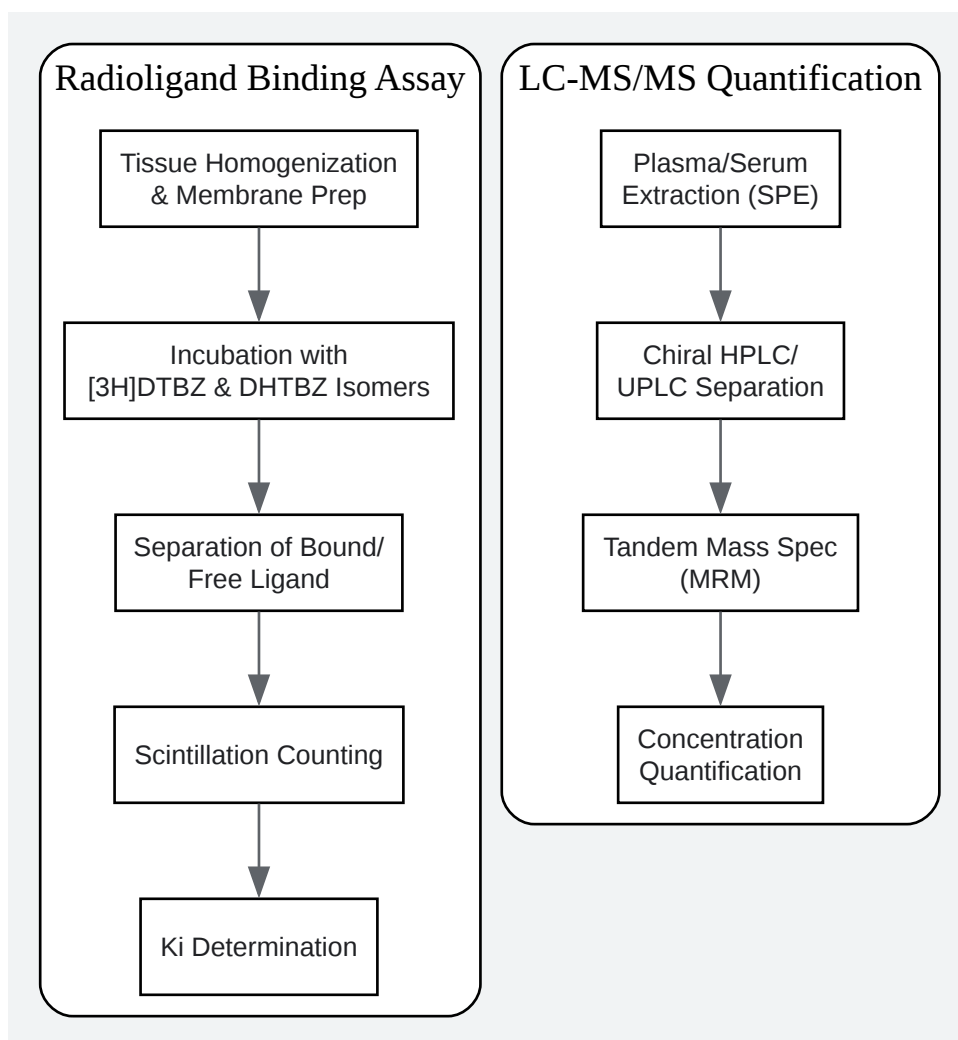 Radioligand Binding Assay
Tissue Homogenization
& Membrane Prep
Incubation with
[3H]DTBZ & DHTBZ Isomers
Separation of Bound/
Free Ligand
Scintillation Counting
Ki Determination
LC-MS/MS Quantification
Plasma/Serum
Extraction (SPE)
Chiral HPLC/
UPLC Separation
Tandem Mass Spec
(MRM)
Concentration
Quantification